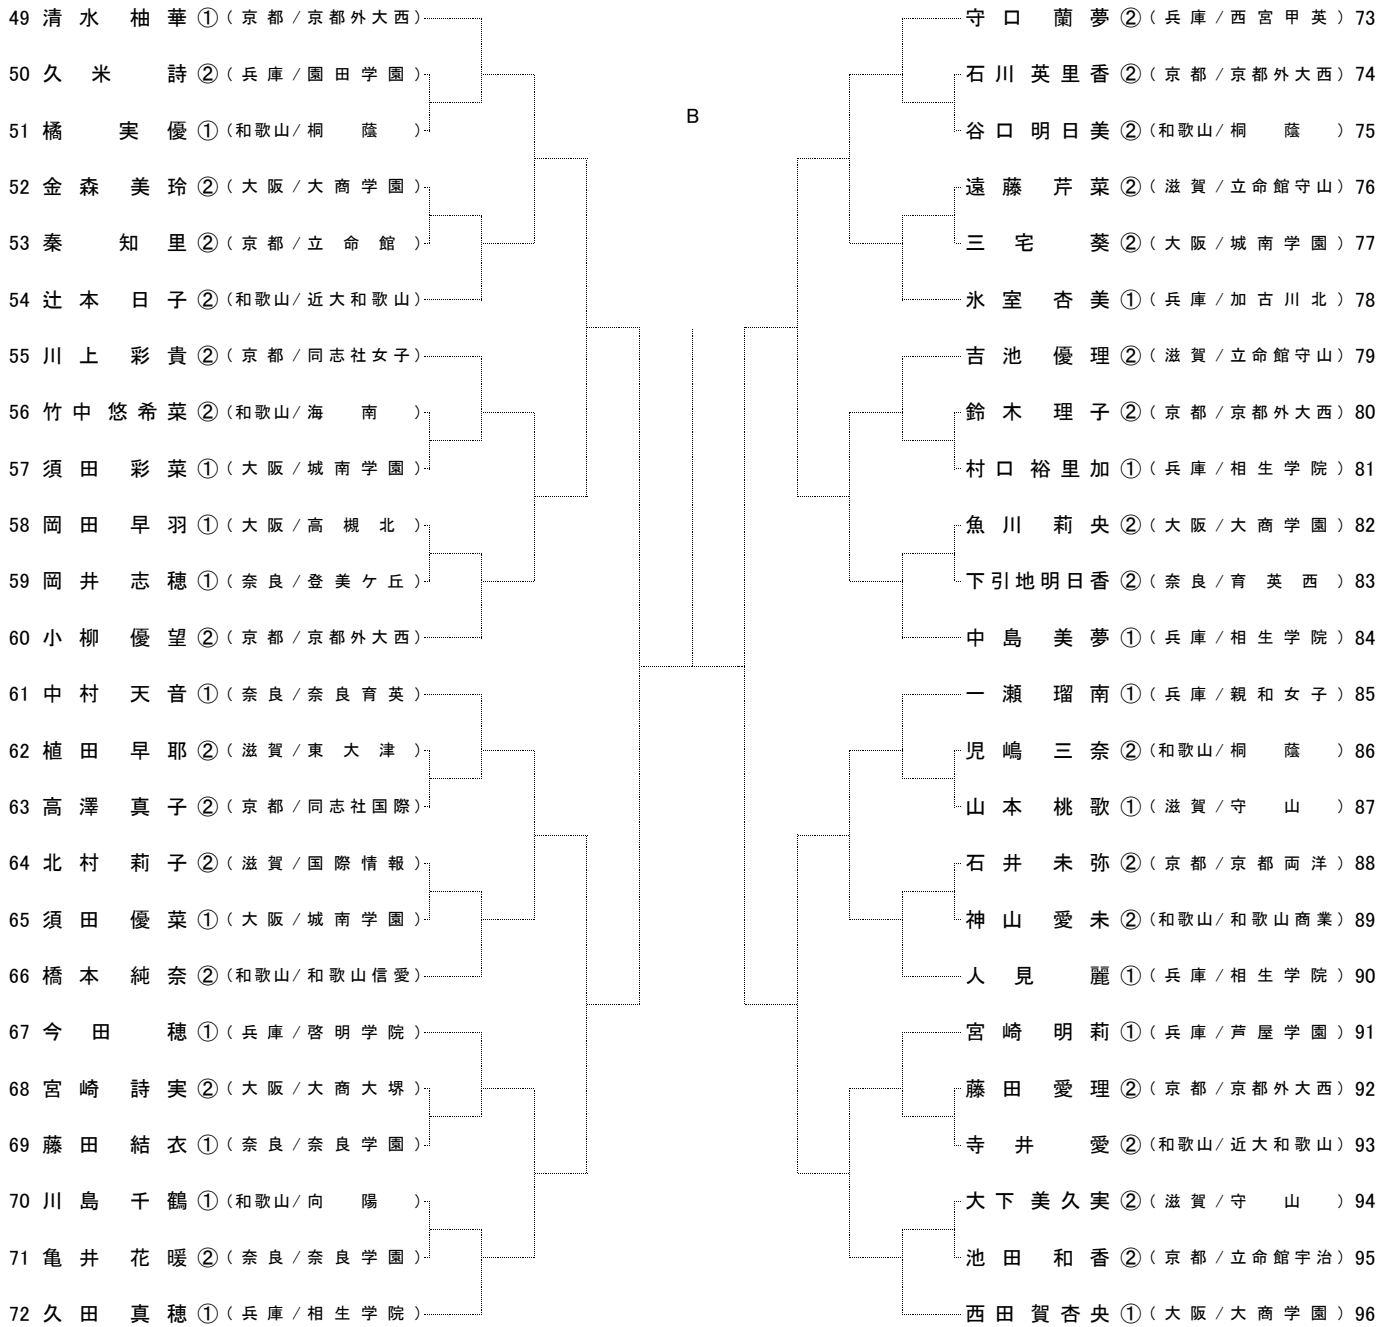 49 清水 柚華 ① (京都/京都外大西)
50 久米 詩 ② (兵庫/園田学園)
51 橘 実優 ① (和歌山/桐蔭)
52 金森 美玲 ② (大阪/大商学園)
53 秦 知里 ② (京都/立命館)
54 辻本 日子 ② (和歌山/近大和歌山)
55 川上 彩貴 ② (京都/同志社女子)
56 竹中 悠希菜 ② (和歌山/海南)
57 須田 彩菜 ① (大阪/城南学園)
58 岡田 早羽 ① (大阪/高槻北)
59 岡井 志穂 ① (奈良/登美ケ丘)
60 小柳 優望 ② (京都/京都外大西)
61 中村 天音 ① (奈良/奈良育英)
62 植田 早耶 ② (滋賀/東大津)
63 高澤 真子 ② (京都/同志社国際)
64 北村 莉子 ② (滋賀/国際情報)
65 須田 優菜 ① (大阪/城南学園)
66 橋本 純奈 ② (和歌山/和歌山信愛)
67 今田 穂 ① (兵庫/啓明学院)
68 宮崎 詩実 ② (大阪/大商大堺)
69 藤田 結衣 ① (奈良/奈良学園)
70 川島 千鶴 ① (和歌山/向陽)
71 亀井 花暖 ② (奈良/奈良学園)
72 久田 真穂 ① (兵庫/相生学院)
B
守口 蘭夢 ② (兵庫/西宮甲英) 73
石川 英里香 ② (京都/京都外大西) 74
谷口 明日美 ② (和歌山/桐蔭) 75
遠藤 芹菜 ② (滋賀/立命館守山) 76
三宅 葵 ② (大阪/城南学園) 77
氷室 杏美 ① (兵庫/加古川北) 78
吉池 優理 ② (滋賀/立命館守山) 79
鈴木 理子 ② (京都/京都外大西) 80
村口 裕里加 ① (兵庫/相生学院) 81
魚川 莉央 ② (大阪/大商学園) 82
下引地明日香 ② (奈良/育英西) 83
中島 美夢 ① (兵庫/相生学院) 84
一瀬 瑠南 ① (兵庫/親和女子) 85
児嶋 三奈 ② (和歌山/桐蔭) 86
山本 桃歌 ① (滋賀/守山) 87
石井 未弥 ② (京都/京都両洋) 88
神山 愛未 ② (和歌山/和歌山商業) 89
人見 麗 ① (兵庫/相生学院) 90
宮崎 明莉 ① (兵庫/芦屋学園) 91
藤田 愛理 ② (京都/京都外大西) 92
寺井 愛 ② (和歌山/近大和歌山) 93
大下 美久実 ② (滋賀/守山) 94
池田 和香 ② (京都/立命館宇治) 95
西田 賀杏央 ① (大阪/大商学園) 96